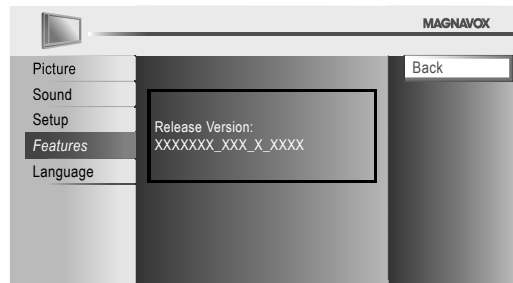 MAGNAVOX
Picture
Sound
Setup
Features
Language
Release Version:
XXXXXXX_XXX_X_XXXX
Back